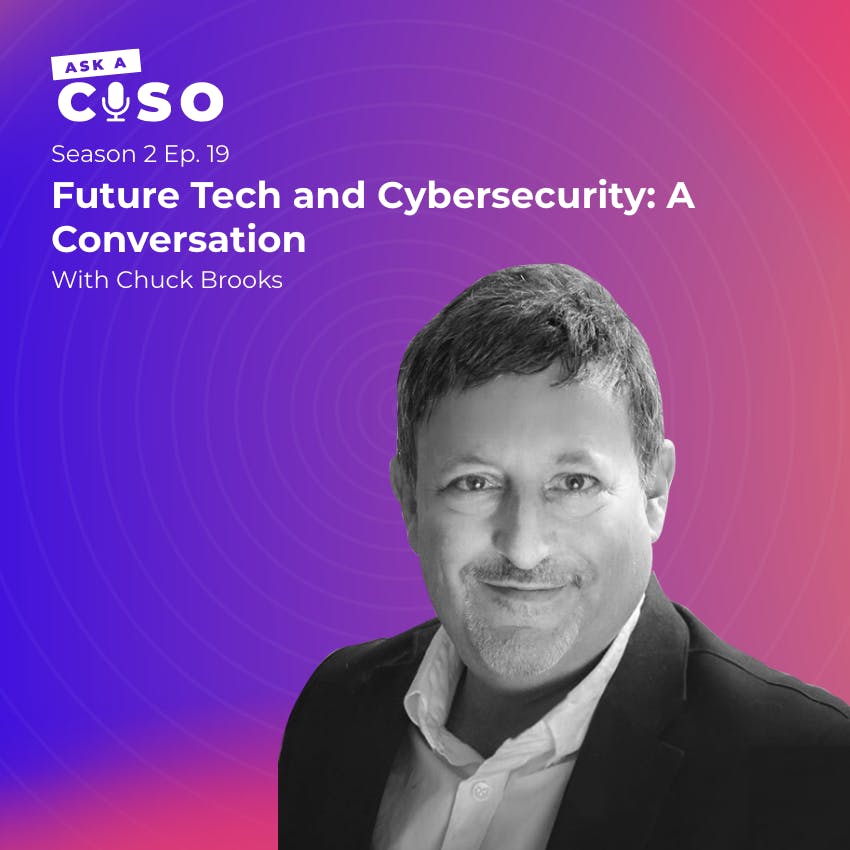 ASK A
CISO
Season 2 Ep. 19
Future Tech and Cybersecurity: A
Conversation
With Chuck Brooks